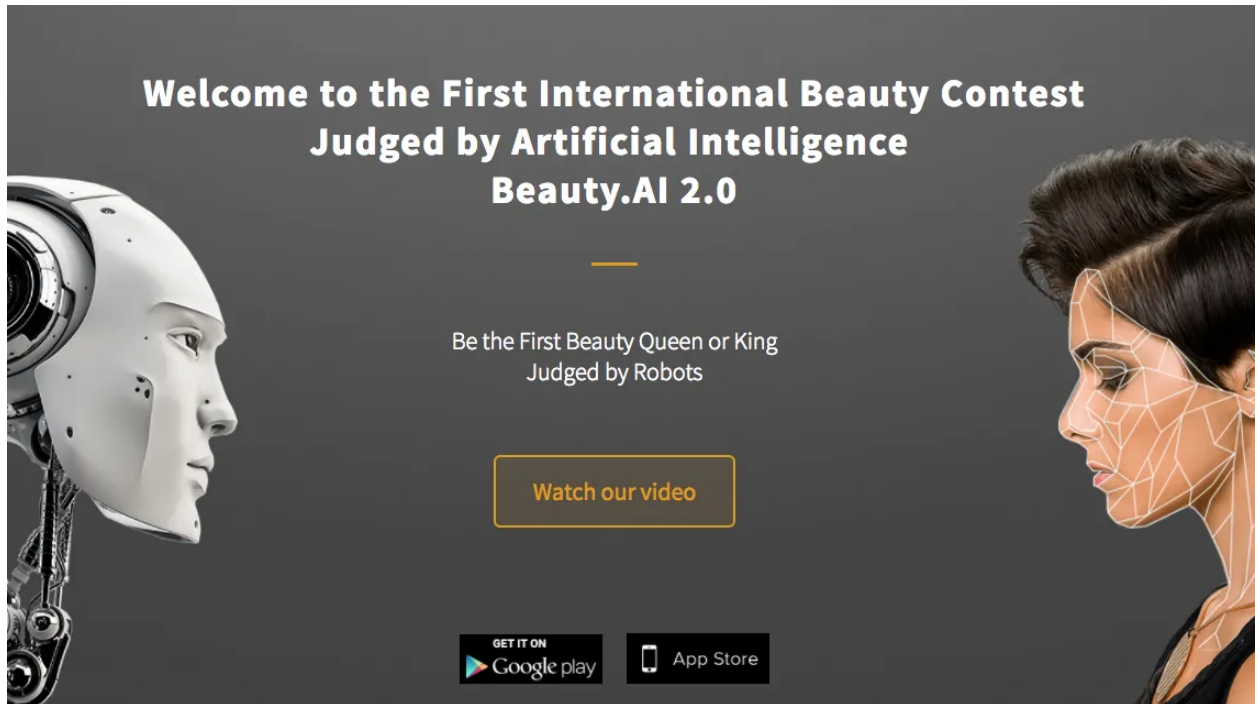 Welcome to the First International Beauty Contest
Judged by Artificial Intelligence
Beauty.AI 2.0
Be the First Beauty Queen or King
Judged by Robots
Watch our video
GET IT ON
Google play
App Store